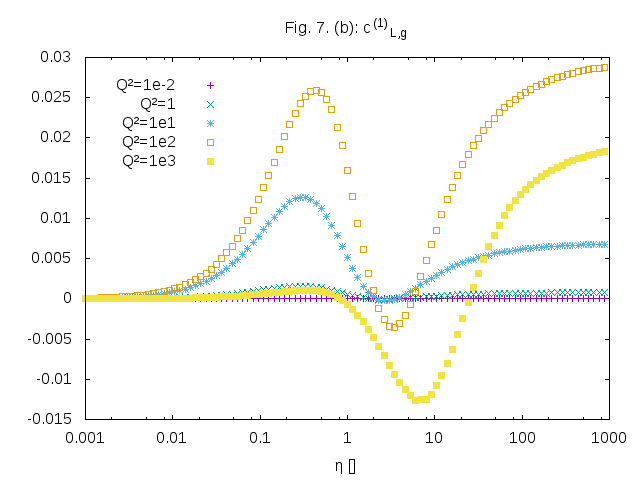 Fig. 7. (b): c^(1)_L,g
0.03
0.025
0.02
0.015
0.01
0.005
0
-0.005
-0.01
-0.015
Q²=1e-2
Q²=1
Q²=1e1
Q²=1e2
Q²=1e3
0.001 0.01 0.1 1 10 100 1000
η []